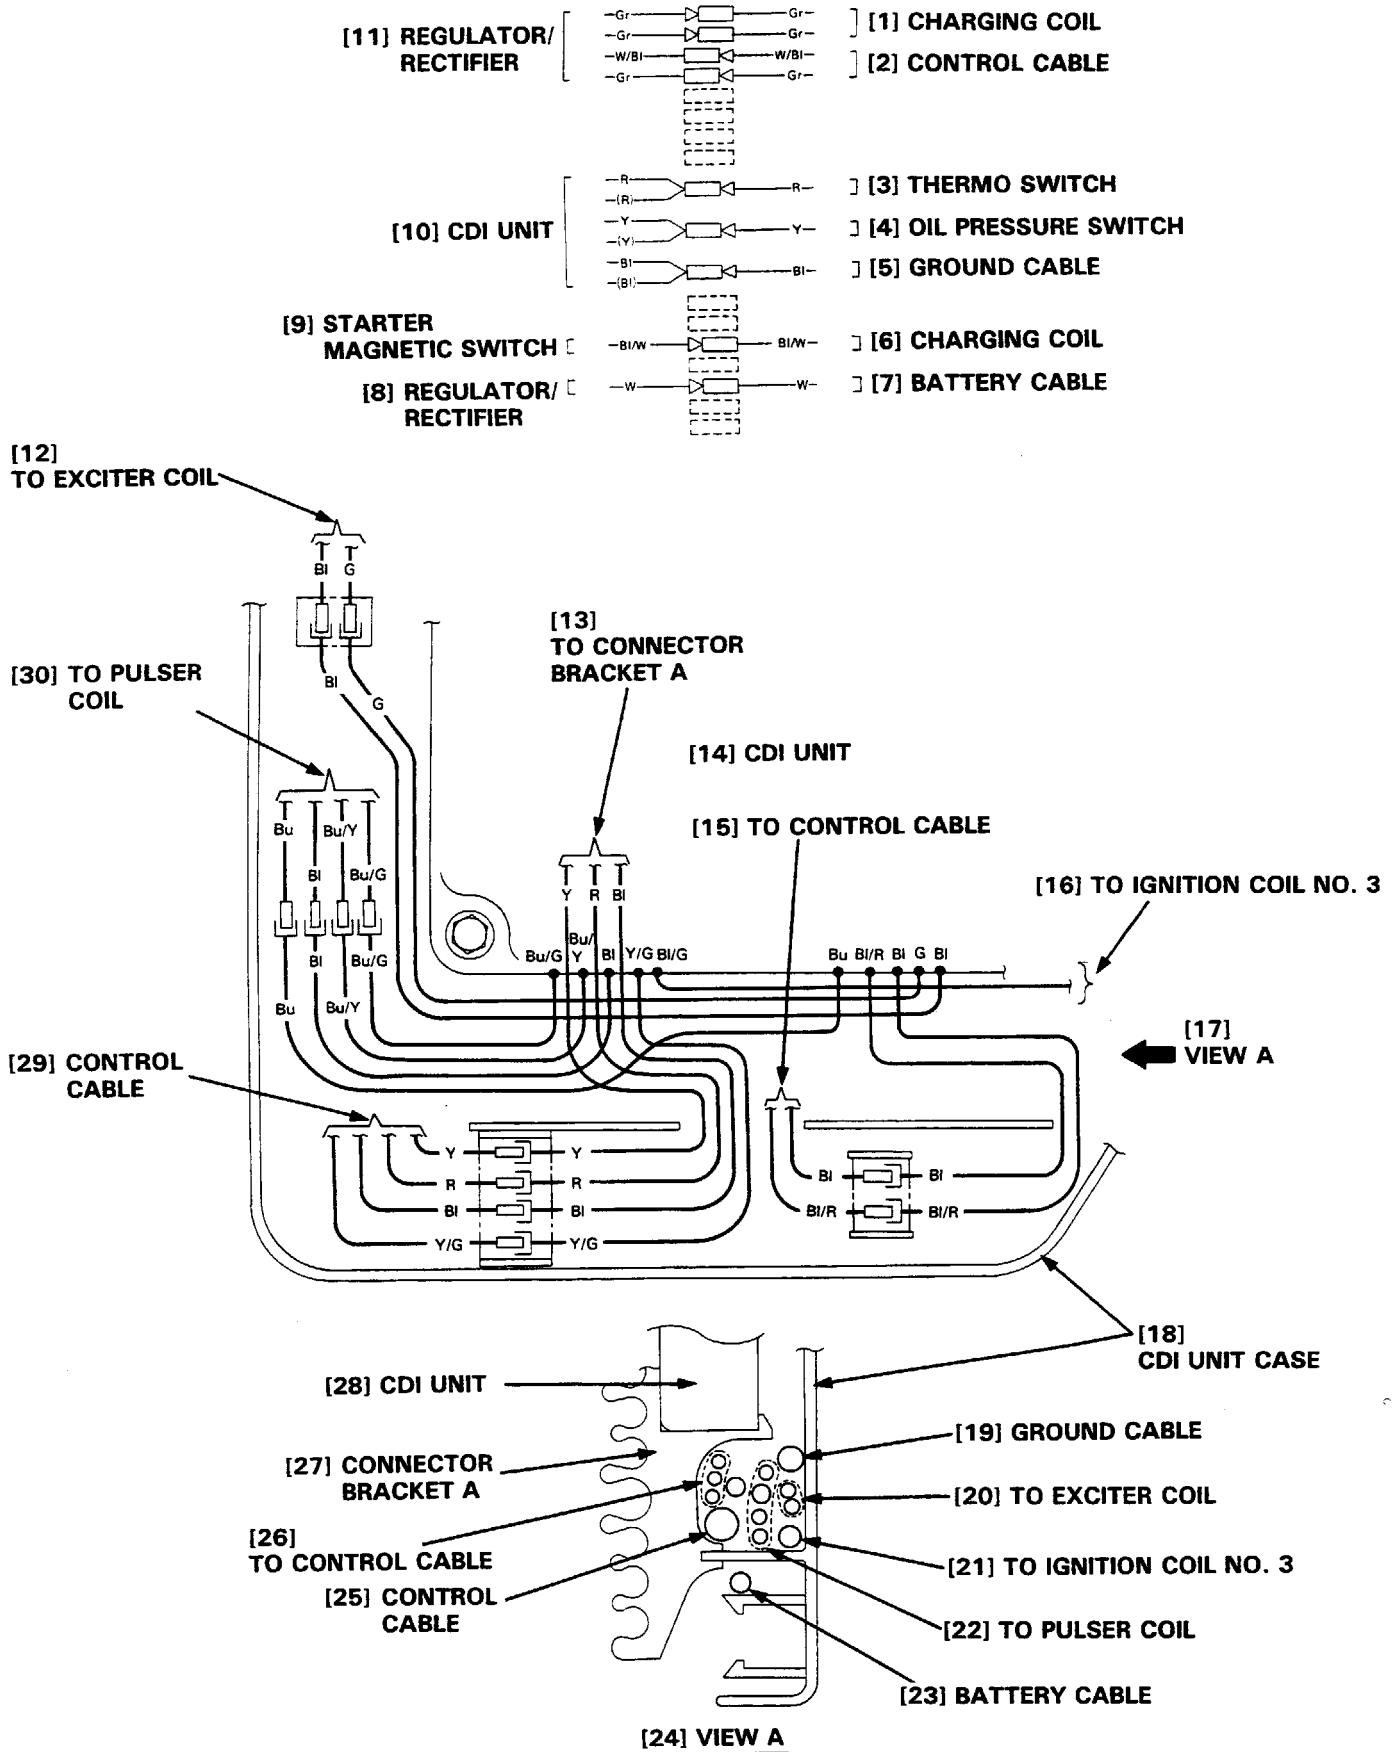 [11] REGULATOR/
RECTIFIER
Gr Gr
Gr Gr
W/Bl W/Bl
Gr Gr
[1] CHARGING COIL
[2] CONTROL CABLE
[10] CDI UNIT
R R
(R)
Y Y
(Y)
Bl Bl
(Bl)
[3] THERMO SWITCH
[4] OIL PRESSURE SWITCH
[5] GROUND CABLE
[9] STARTER
MAGNETIC SWITCH
Bl/W Bl/W
[6] CHARGING COIL
[8] REGULATOR/
RECTIFIER
W W
[7] BATTERY CABLE
[12]
TO EXCITER COIL
Bl G
Bl
G
[13]
TO CONNECTOR
BRACKET A
[30] TO PULSER
COIL
[14] CDI UNIT
[15] TO CONTROL CABLE
Bu Bu/Y
Bl Bu/G
Y R Bl
[16] TO IGNITION COIL NO. 3
Bu/G Bu/ Bl Y/G Bl/G
Y
Bu Bl/R Bl G Bl
Bl Bu/G
Bu Bu/Y
[17]
VIEW A
[29] CONTROL
CABLE
Y Y
R R
Bl Bl
Y/G Y/G
Bl Bl
Bl/R Bl/R
[18]
CDI UNIT CASE
[28] CDI UNIT
[19] GROUND CABLE
[27] CONNECTOR
BRACKET A
[20] TO EXCITER COIL
[26]
TO CONTROL CABLE
[21] TO IGNITION COIL NO. 3
[25] CONTROL
CABLE
[22] TO PULSER COIL
[23] BATTERY CABLE
[24] VIEW A